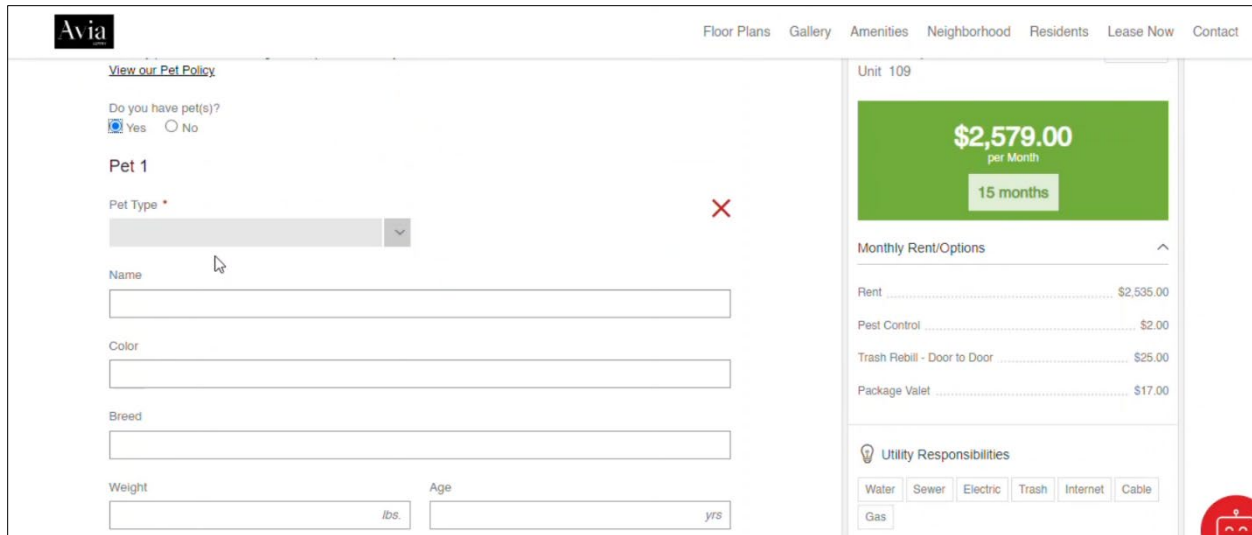 Avia
Floor Plans Gallery Amenities Neighborhood Residents Lease Now Contact
View our Pet Policy
Do you have pet(s)?
Yes No
Pet 1
Pet Type *
Name
Color
Breed
Weight Age
lbs. yrs
Unit 109
$2,579.00
per Month
15 months
Monthly Rent/Options
Rent $2,535.00
Pest Control $2.00
Trash Rebill - Door to Door $25.00
Package Valet $17.00
Utility Responsibilities
Water Sewer Electric Trash Internet Cable
Gas